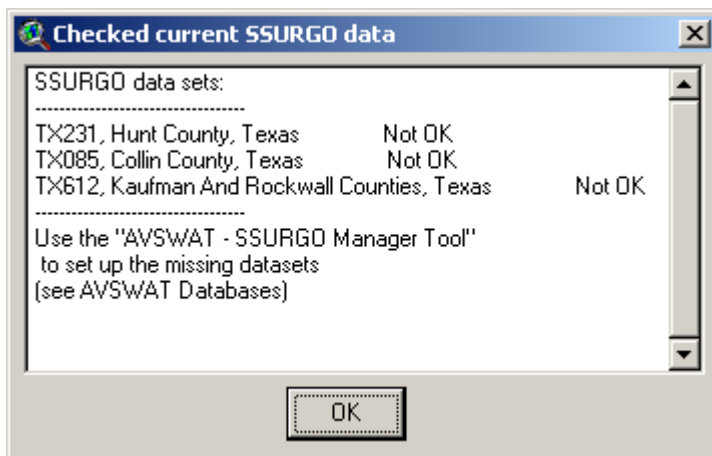 Checked current SSURGO data
SSURGO data sets:
-----------------------------------
TX231, Hunt County, Texas Not OK
TX085, Collin County, Texas Not OK
TX612, Kaufman And Rockwall Counties, Texas Not OK
-----------------------------------
Use the "AVSWAT - SSURGO Manager Tool"
to set up the missing datasets
(see AVSWAT Databases)
OK